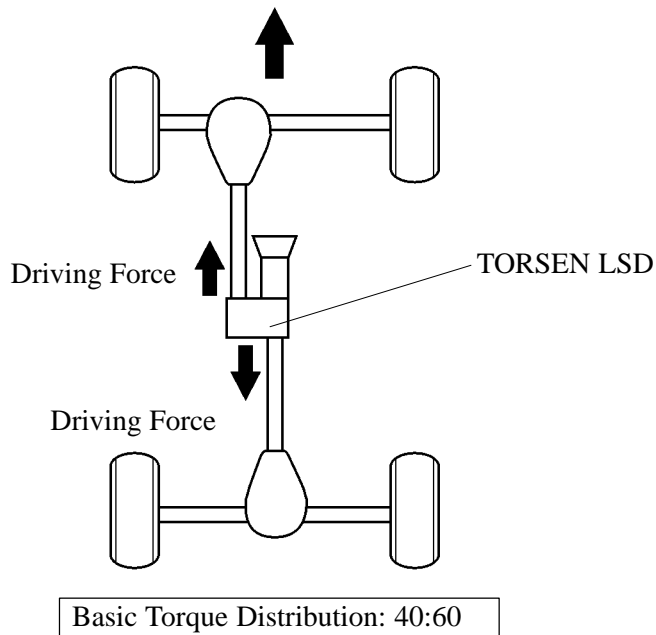 Driving Force
TORSEN LSD
Driving Force
Basic Torque Distribution: 40:60